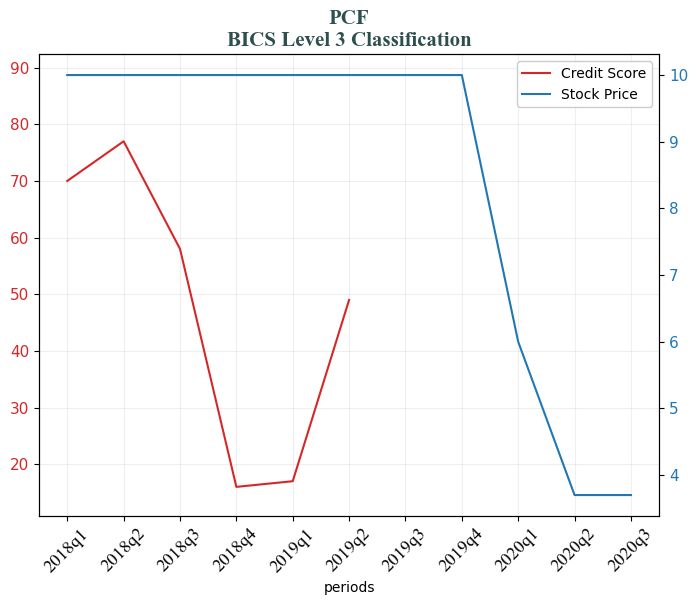 PCF
BICS Level 3 Classification
Credit Score
Stock Price
90
80
70
60
50
40
30
20
10
9
8
7
6
5
4
2018q1
2018q2
2018q3
2018q4
2019q1
2019q2
2019q3
2019q4
2020q1
2020q2
2020q3
periods